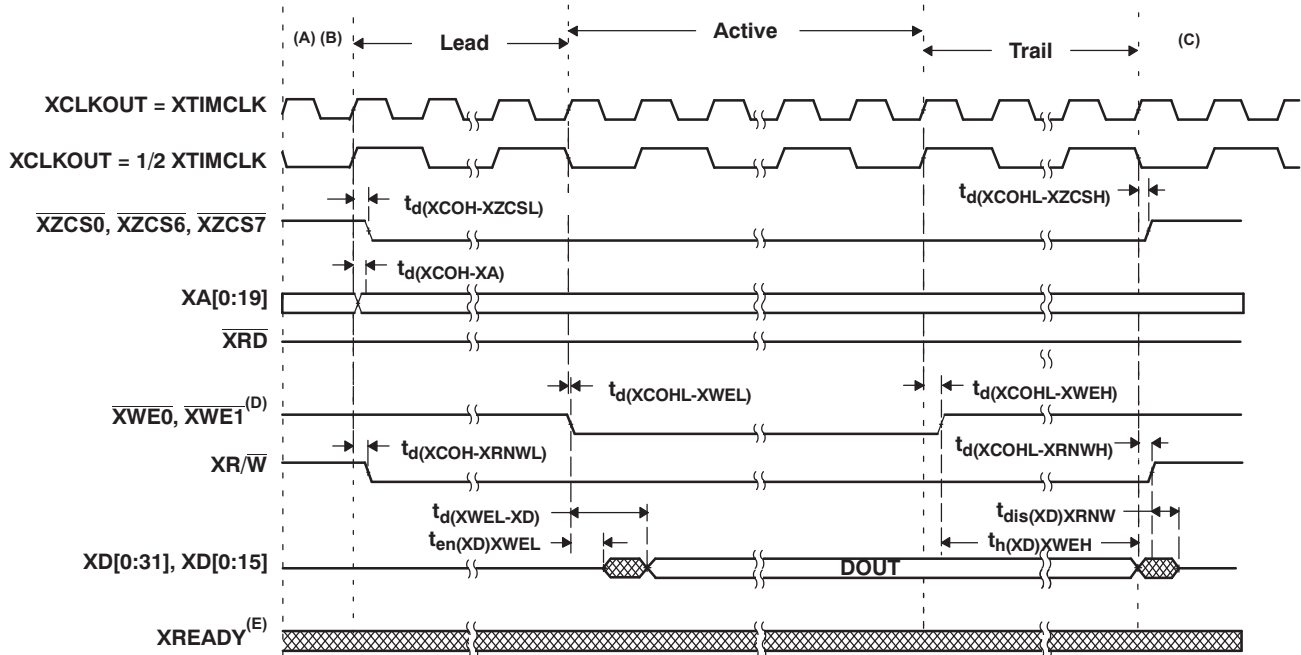 (A) (B)
Lead
Active
Trail
(C)
XCLKOUT = XTIMCLK
XCLKOUT = 1/2 XTIMCLK
td(XCOH-XZCSL)
td(XCOHL-XZCSH)
XZCS0, XZCS6, XZCS7
td(XCOH-XA)
XA[0:19]
XRD
td(XCOHL-XWEL)
td(XCOHL-XWEH)
XWE0, XWE1(D)
td(XCOH-XRNWL)
td(XCOHL-XRNWH)
XR/W
td(XWEL-XD)
tdis(XD)XRNW
ten(XD)XWEL
th(XD)XWEH
XD[0:31], XD[0:15]
DOUT
XREADY(E)